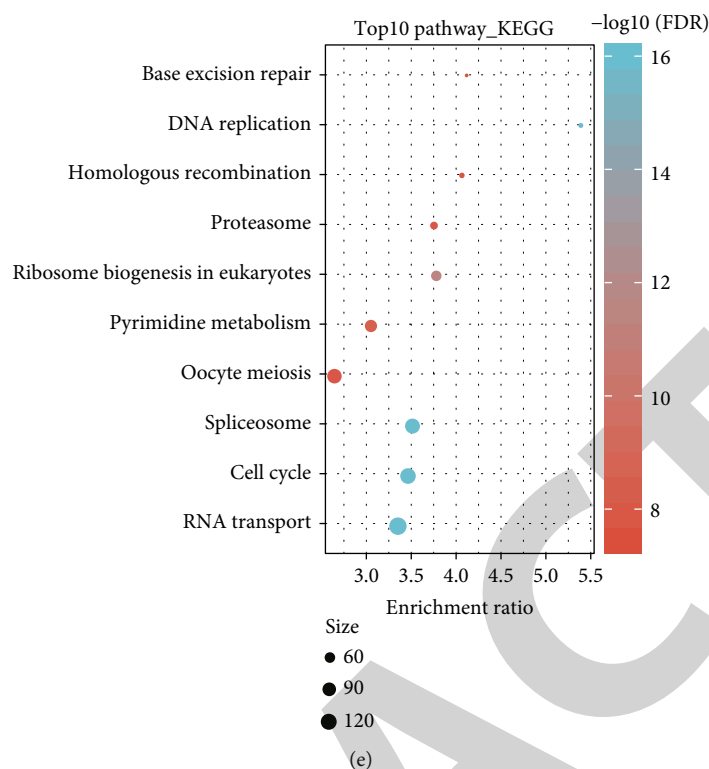 Top10 pathway_KEGG
−log10 (FDR)
Base excision repair
DNA replication
Homologous recombination
Proteasome
Ribosome biogenesis in eukaryotes
Pyrimidine metabolism
Oocyte meiosis
Spliceosome
Cell cycle
RNA transport
16
14
12
10
8
3.0 3.5 4.0 4.5 5.0 5.5
Enrichment ratio
Size
60
90
120
(e)
ACT